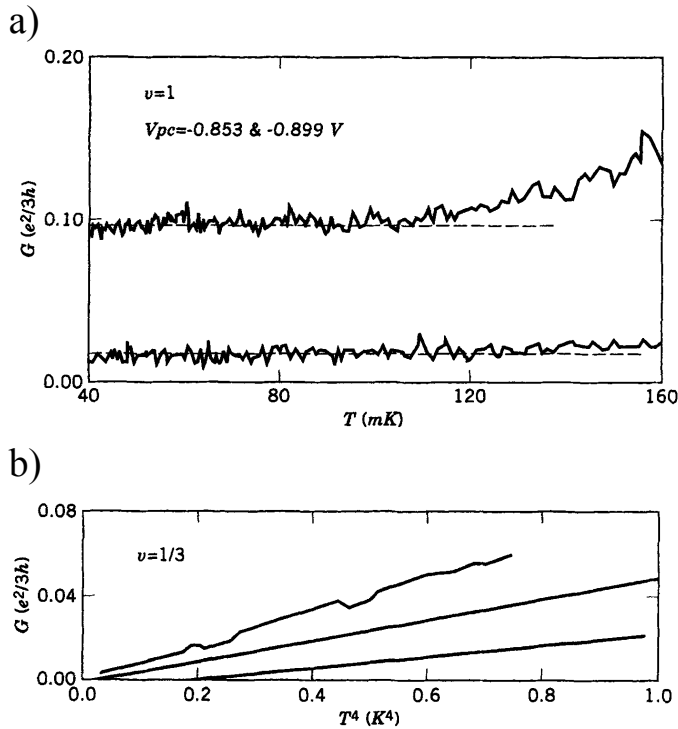 a)
0.20
υ=1
Vpc=-0.853 & -0.899 V
G (e²/3h)
0.10
0.00
40 80 120 160
T (mK)
b)
0.08
υ=1/3
G (e²/3h)
0.04
0.00
0.0 0.2 0.4 0.6 0.8 1.0
T⁴ (K⁴)